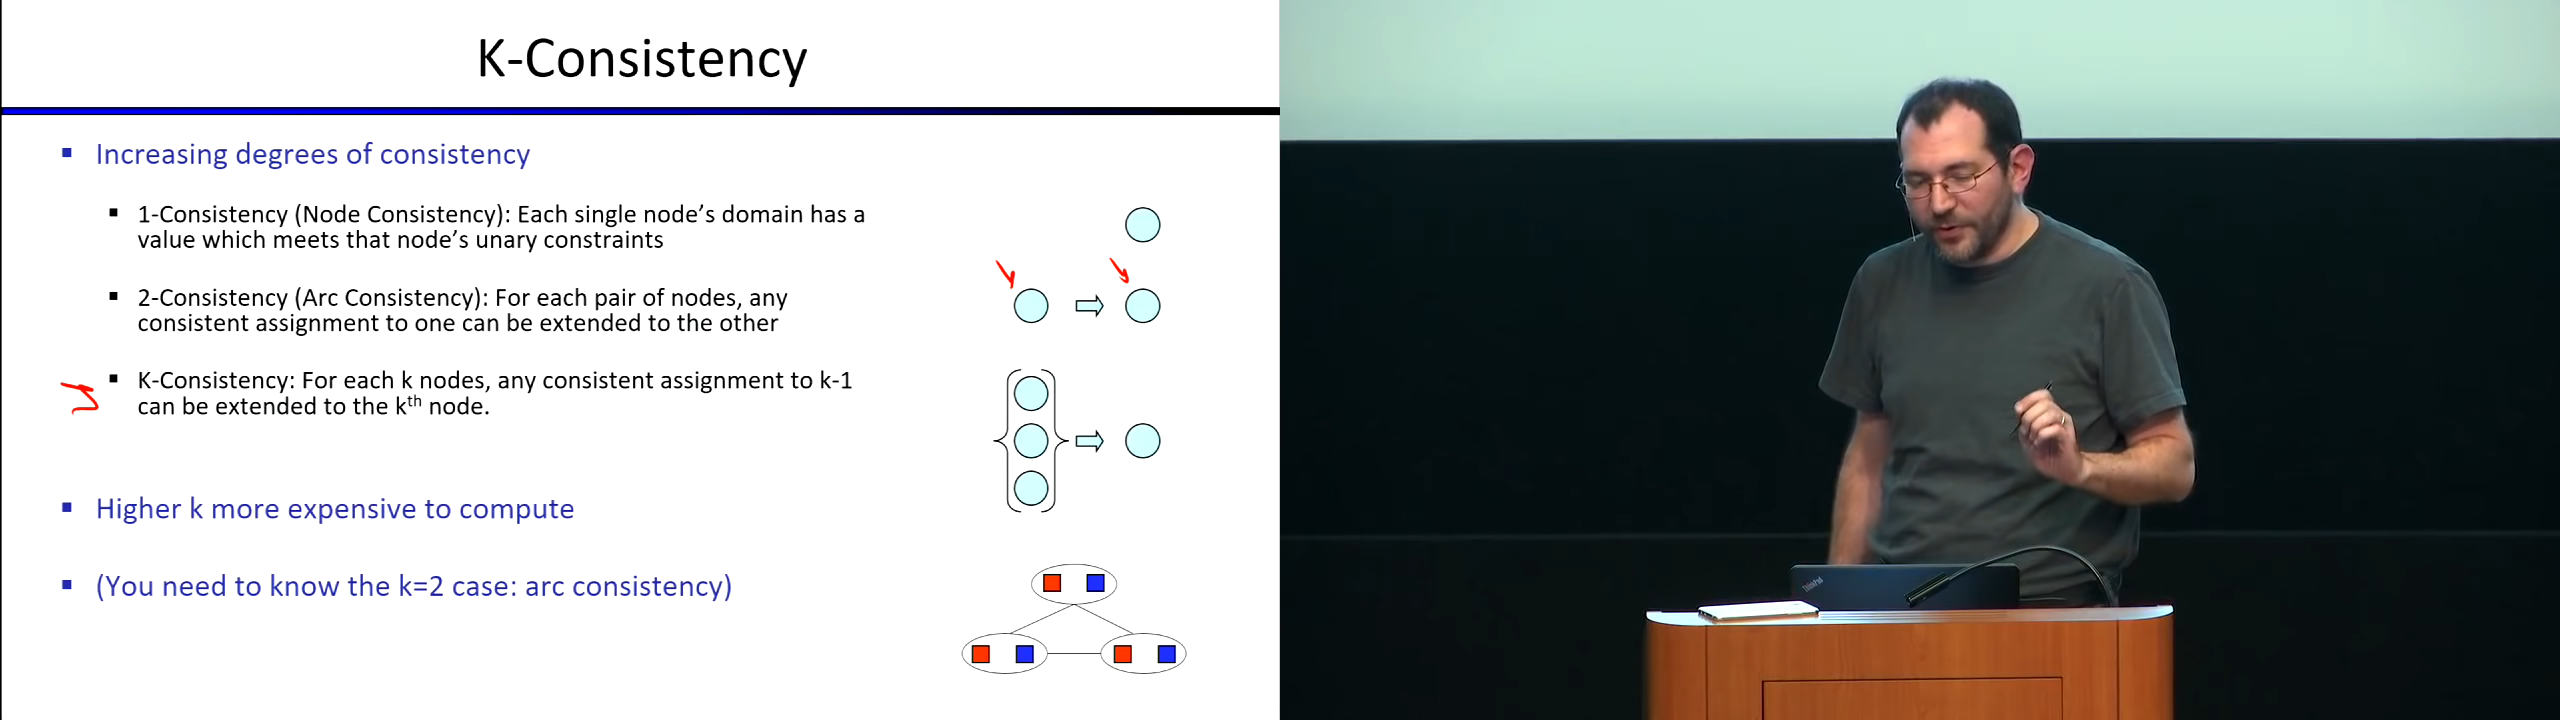 K-Consistency
▪ Increasing degrees of consistency
▪ 1-Consistency (Node Consistency): Each single node’s domain has a
value which meets that node’s unary constraints
▪ 2-Consistency (Arc Consistency): For each pair of nodes, any
consistent assignment to one can be extended to the other
▪ K-Consistency: For each k nodes, any consistent assignment to k-1
can be extended to the kth node.
▪ Higher k more expensive to compute
▪ (You need to know the k=2 case: arc consistency)